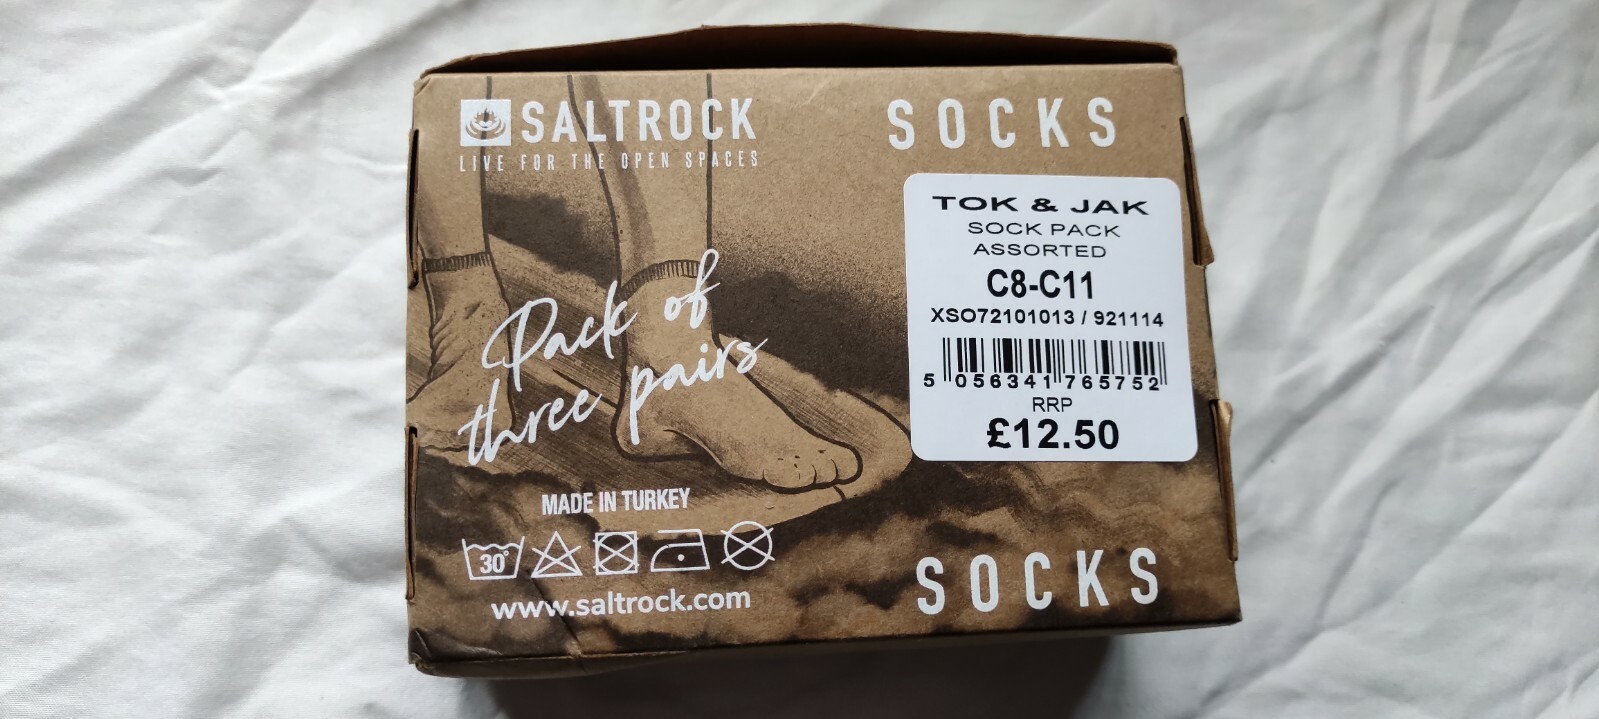 SALTROCK
LIVE FOR THE OPEN SPACES
SOCKS
TOK & JAK
SOCK PACK
ASSORTED
C8-C11
XSO72101013 / 921114
5 056341 765752
RRP
£12.50
Pack of
three pairs
MADE IN TURKEY
30°
www.saltrock.com
SOCKS